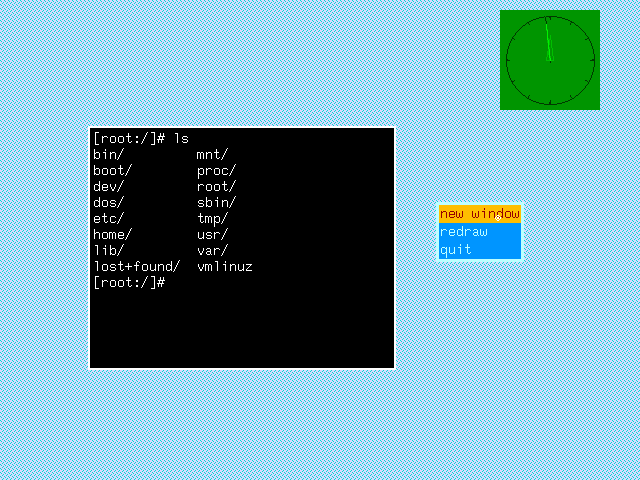 [root:/]# ls
bin/ mnt/
boot/ proc/
dev/ root/
dos/ sbin/
etc/ tmp/
home/ usr/
lib/ var/
lost+found/ vmlinuz
[root:/]#
new window
redraw
quit